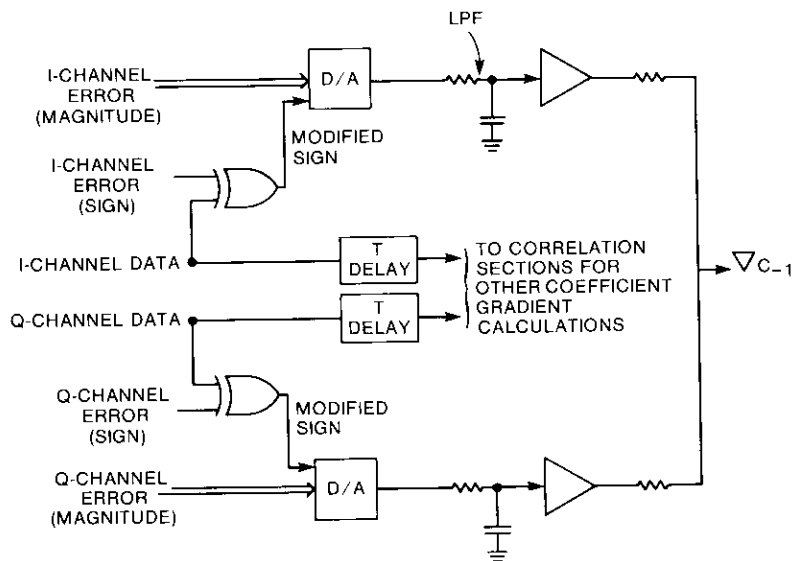 LPF
I-CHANNEL
ERROR
(MAGNITUDE)
D/A
MODIFIED
SIGN
I-CHANNEL
ERROR
(SIGN)
I-CHANNEL DATA
T
DELAY
TO CORRELATION
SECTIONS FOR
OTHER COEFFICIENT
GRADIENT
CALCULATIONS
∇C₋₁
Q-CHANNEL DATA
T
DELAY
Q-CHANNEL
ERROR
(SIGN)
MODIFIED
SIGN
Q-CHANNEL
ERROR
(MAGNITUDE)
D/A